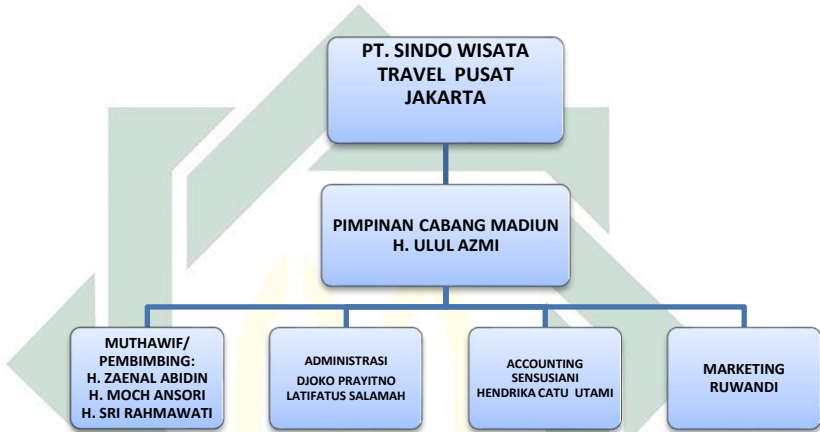 PT. SINDO WISATA
TRAVEL PUSAT
JAKARTA
PIMPINAN CABANG MADIUN
H. ULUL AZMI
MUTHAWIF/
PEMBIMBING:
H. ZAENAL ABIDIN
H. MOCH ANSORI
H. SRI RAHMAWATI
ADMINISTRASI
DJOKO PRAYITNO
LATIFATUS SALAMAH
ACCOUNTING
SENSUSIANI
HENDRIKA CATU UTAMI
MARKETING
RUWANDI